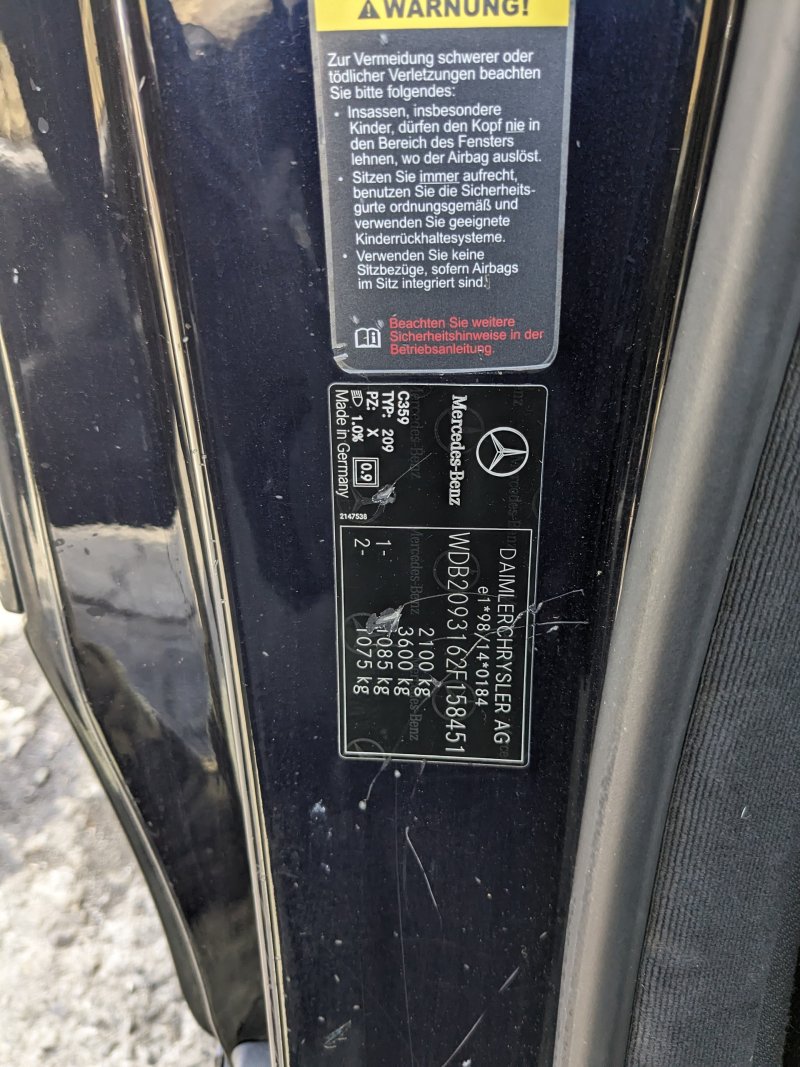 WARNUNG!
Zur Vermeidung schwerer oder
tödlicher Verletzungen beachten
Sie bitte folgendes:
• Insassen, insbesondere
Kinder, dürfen den Kopf nie in
den Bereich des Fensters
lehnen, wo der Airbag auslöst.
• Sitzen Sie immer aufrecht,
benutzen Sie die Sicherheits-
gurte ordnungsgemäß und
verwenden Sie geeignete
Kinderrückhaltesysteme.
• Verwenden Sie keine
Sitzbezüge, sofern Airbags
im Sitz integriert sind.
Beachten Sie weitere
Sicherheitshinweise in der
Betriebsanleitung.
Mercedes-Benz
C359
TYP: 209
PZ: X
1.0% 0.9
Made in Germany
2147538
DAIMLERCHRYSLER AG
e1*98/14*0184
WDB2093162F158451
2100 kg
3600 kg
1- 1085 kg
2- 1075 kg